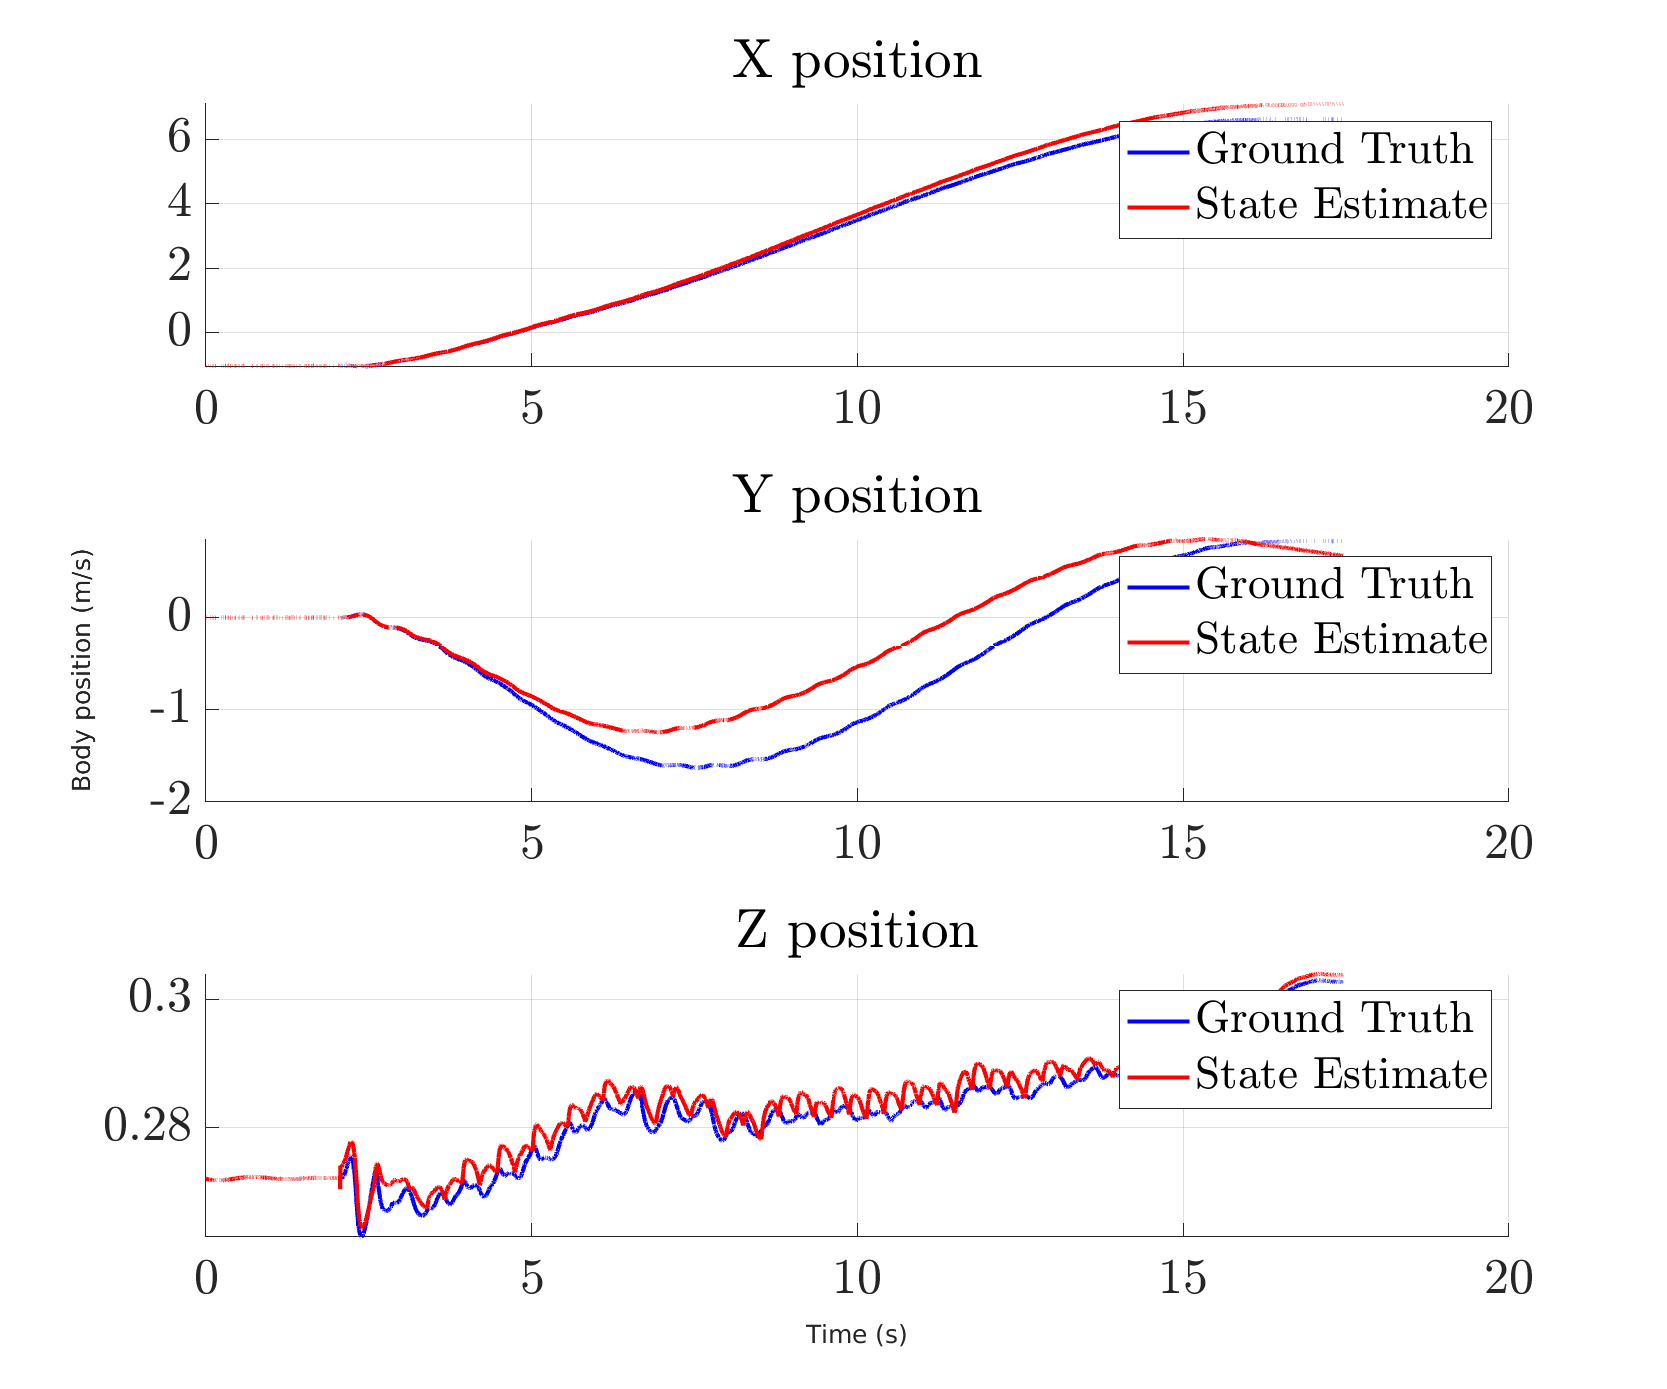 X position
6
4
2
0
0 5 10 15 20
Ground Truth
State Estimate
Y position
Body position (m/s)
0
-1
-2
0 5 10 15 20
Ground Truth
State Estimate
Z position
0.3
0.28
0 5 10 15 20
Ground Truth
State Estimate
Time (s)